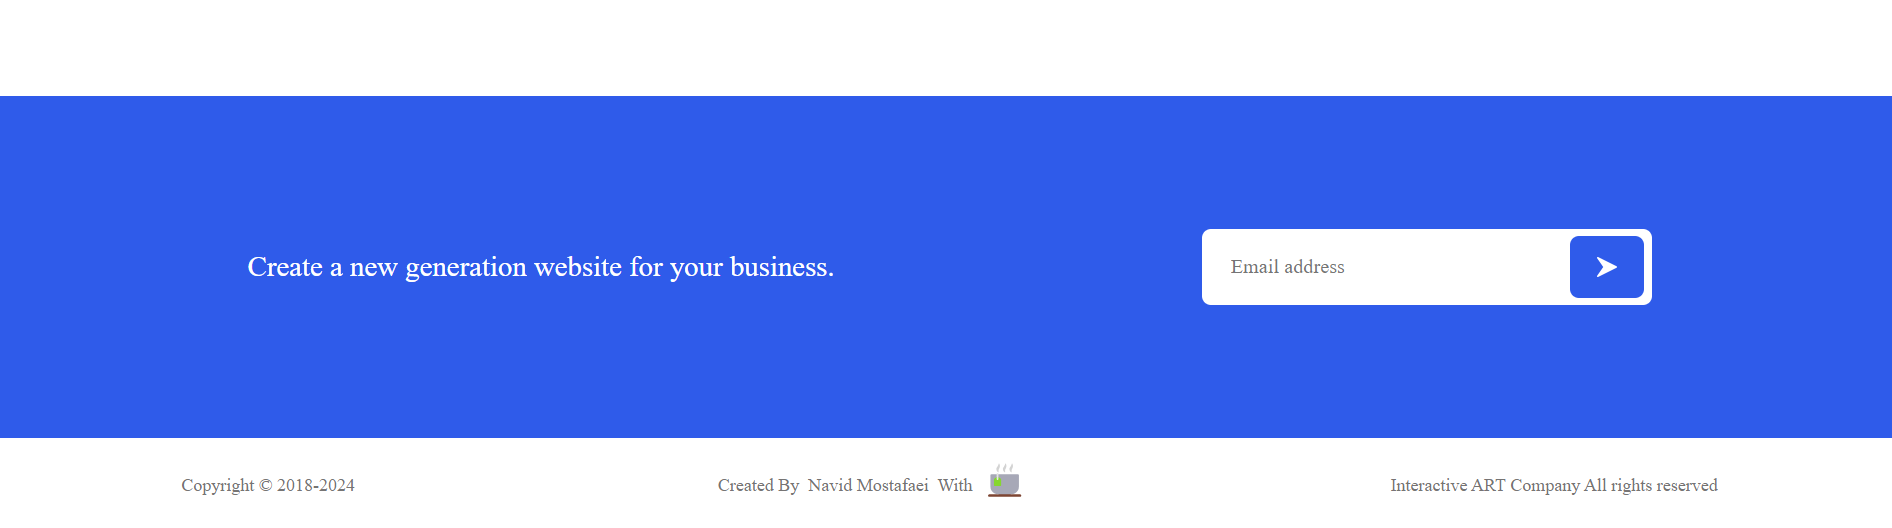 Create a new generation website for your business.
Email address
Copyright © 2018-2024
Created By Navid Mostafaei With
Interactive ART Company All rights reserved